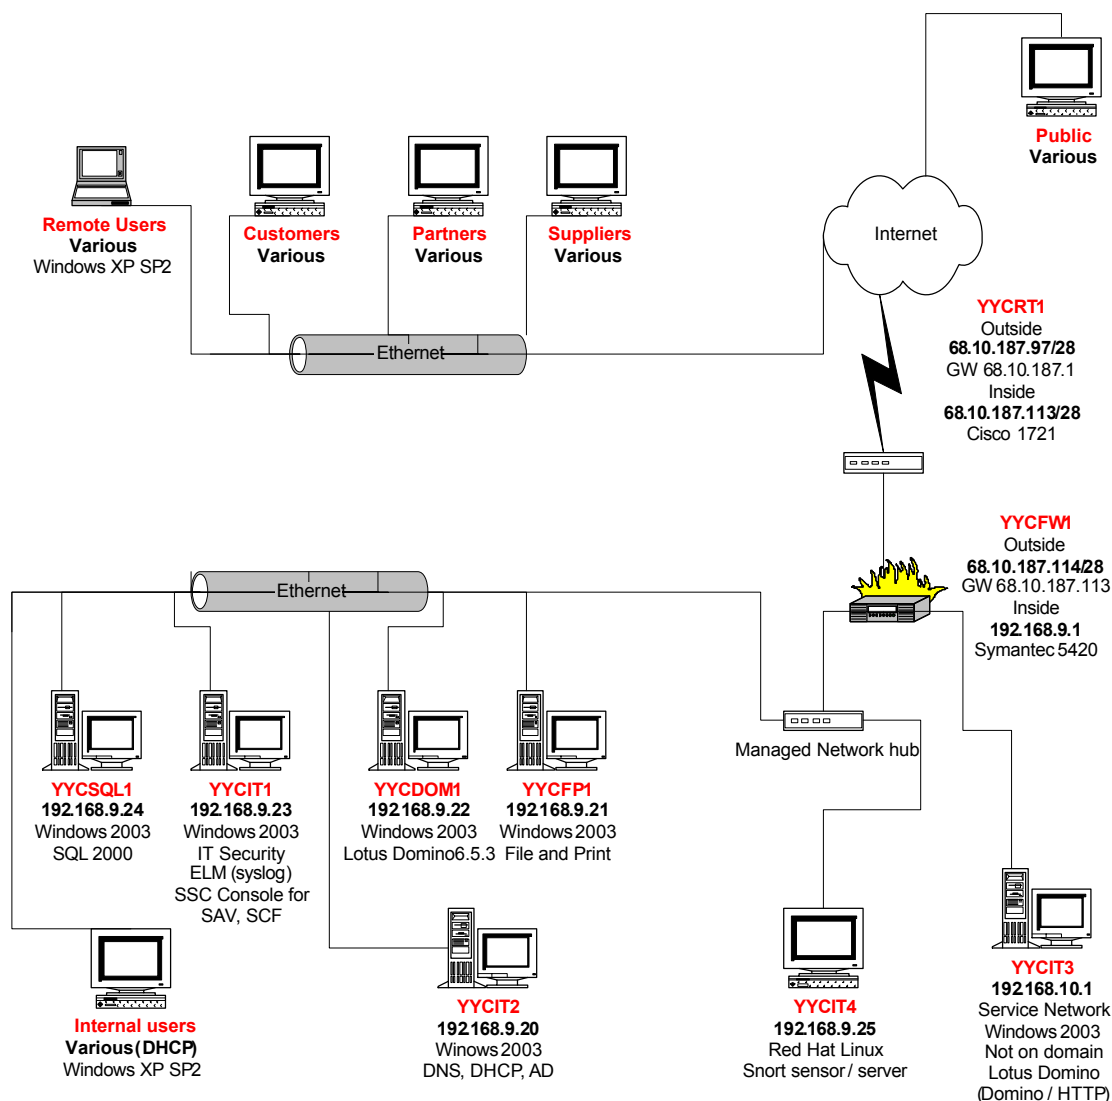 Public
Various
Remote Users
Various
Windows XP SP2
Customers
Various
Partners
Various
Suppliers
Various
Internet
Ethernet
YYCRT1
Outside
68.10.187.97/28
GW 68.10.187.1
Inside
68.10.187.113/28
Cisco 1721
YYCFW1
Outside
68.10.187.114/28
GW 68.10.187.113
Inside
192.168.9.1
Symantec 5420
Ethernet
Managed Network hub
YYCSQL1
192.168.9.24
Windows 2003
SQL 2000
YYCIT1
192.168.9.23
Windows 2003
IT Security
ELM (syslog)
SSC Console for
SAV, SCF
YYCDOM1
192.168.9.22
Windows 2003
Lotus Domino6.5.3
YYCFP1
192.168.9.21
Windows 2003
File and Print
Internal users
Various (DHCP)
Windows XP SP2
YYCIT2
192.168.9.20
Winows 2003
DNS, DHCP, AD
YYCIT4
192.168.9.25
Red Hat Linux
Snort sensor / server
YYCIT3
192.168.10.1
Service Network
Windows 2003
Not on domain
Lotus Domino
(Domino / HTTP)